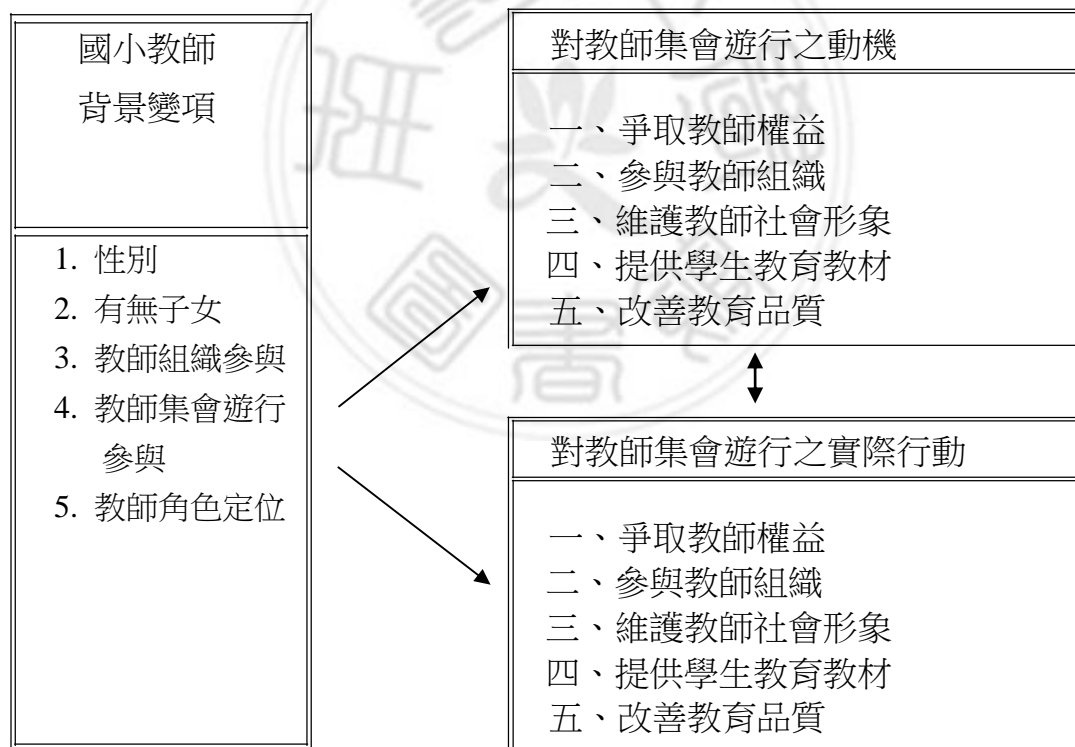 國小教師
背景變項
1. 性別
2. 有無子女
3. 教師組織參與
4. 教師集會遊行
參與
5. 教師角色定位
對教師集會遊行之動機
一、爭取教師權益
二、參與教師組織
三、維護教師社會形象
四、提供學生教育教材
五、改善教育品質
對教師集會遊行之實際行動
一、爭取教師權益
二、參與教師組織
三、維護教師社會形象
四、提供學生教育教材
五、改善教育品質